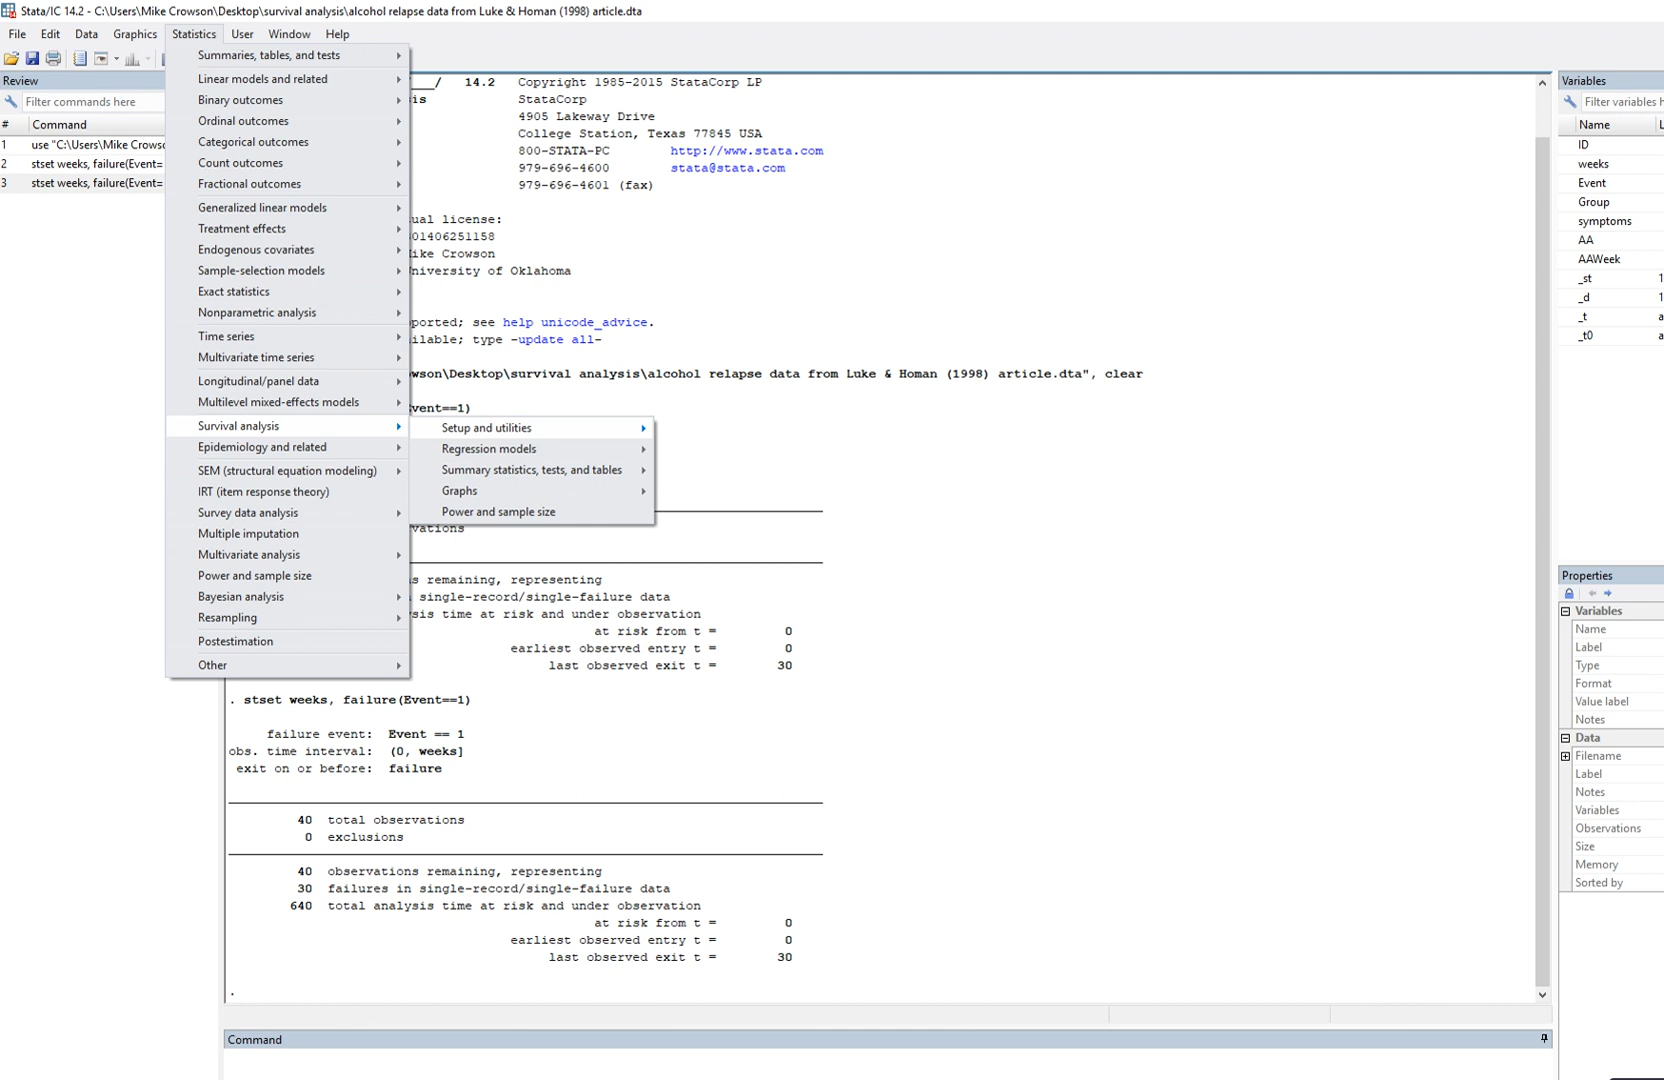 Stata/IC 14.2 - C:\Users\Mike Crowson\Desktop\survival analysis\alcohol relapse data from Luke & Homan (1998) article.dta
File Edit Data Graphics Statistics User Window Help
Review
Filter commands here
# Command
1 use "C:\Users\Mike Crowso
2 stset weeks, failure(Event=
3 stset weeks, failure(Event=
Summaries, tables, and tests
Linear models and related
Binary outcomes
Ordinal outcomes
Categorical outcomes
Count outcomes
Fractional outcomes
Generalized linear models
Treatment effects
Endogenous covariates
Sample-selection models
Exact statistics
Nonparametric analysis
Time series
Multivariate time series
Longitudinal/panel data
Multilevel mixed-effects models
Survival analysis
Epidemiology and related
SEM (structural equation modeling)
IRT (item response theory)
Survey data analysis
Multiple imputation
Multivariate analysis
Power and sample size
Bayesian analysis
Resampling
Postestimation
Other
Setup and utilities
Regression models
Summary statistics, tests, and tables
Graphs
Power and sample size
___/ 14.2 Copyright 1985-2015 StataCorp LP
is StataCorp
4905 Lakeway Drive
College Station, Texas 77845 USA
800-STATA-PC http://www.stata.com
979-696-4600 stata@stata.com
979-696-4601 (fax)
ual license:
01406251158
ike Crowson
niversity of Oklahoma
ported; see help unicode_advice.
ilable; type -update all-
owson\Desktop\survival analysis\alcohol relapse data from Luke & Homan (1998) article.dta", clear
vent==1)
vations
s remaining, representing
single-record/single-failure data
sis time at risk and under observation
at risk from t = 0
earliest observed entry t = 0
last observed exit t = 30
. stset weeks, failure(Event==1)
failure event: Event == 1
obs. time interval: (0, weeks]
exit on or before: failure
40 total observations
0 exclusions
40 observations remaining, representing
30 failures in single-record/single-failure data
640 total analysis time at risk and under observation
at risk from t = 0
earliest observed entry t = 0
last observed exit t = 30
.
Command
Variables
Filter variables h
Name L
ID
weeks
Event
Group
symptoms
AA
AAWeek
_st 1
_d 1
_t a
_t0 a
Properties
Variables
Name
Label
Type
Format
Value label
Notes
Data
Filename
Label
Notes
Variables
Observations
Size
Memory
Sorted by